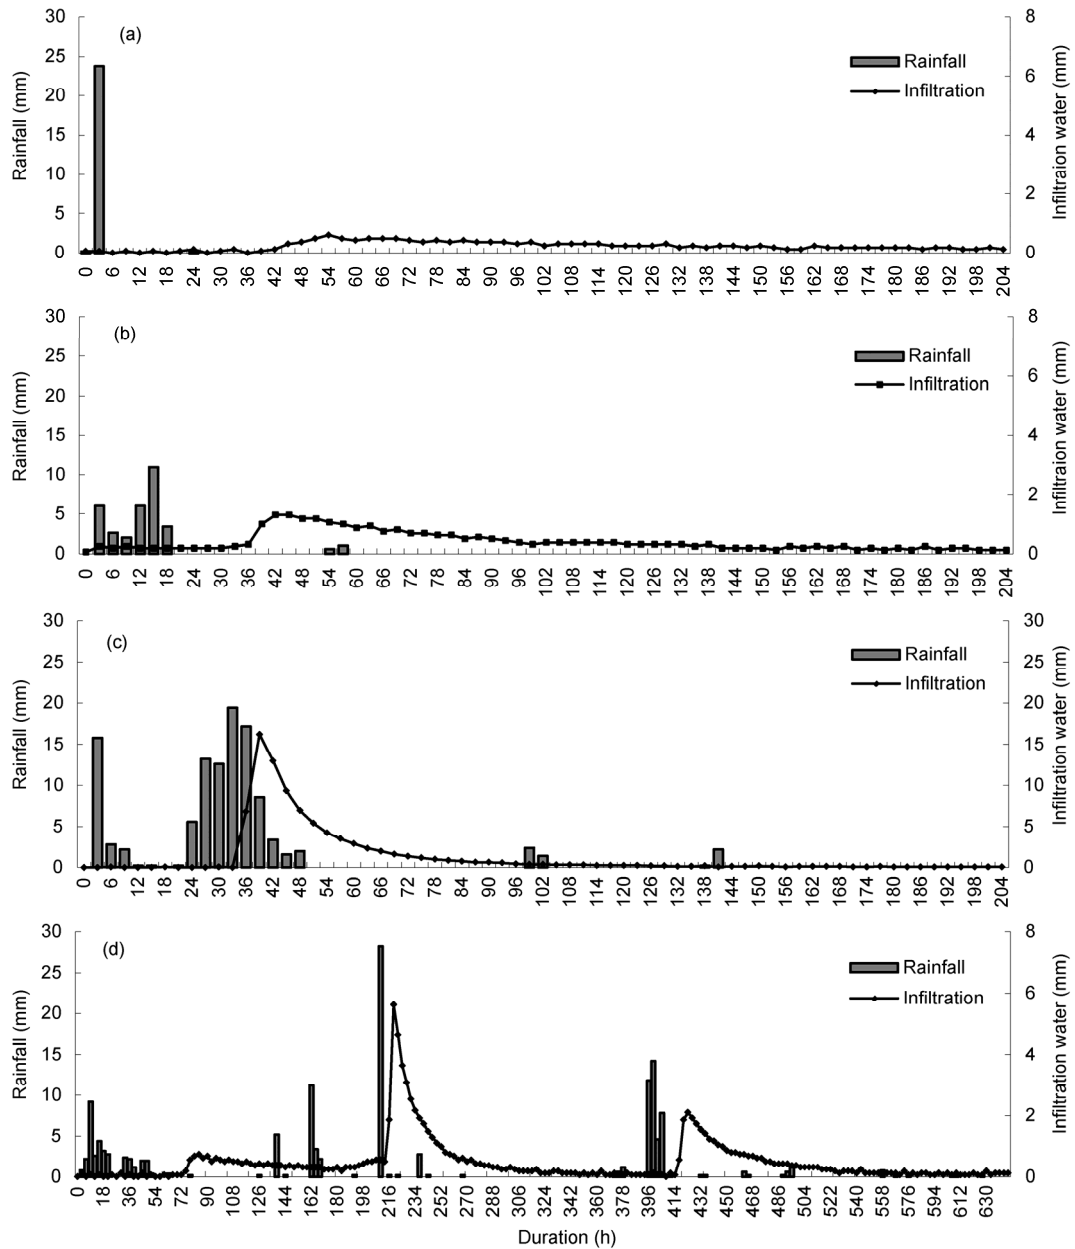 (a)
Rainfall (mm)
30
25
20
15
10
5
0
Rainfall
Infiltration
8
6
4
2
0
Infiltraion water (mm)
0 6 12 18 24 30 36 42 48 54 60 66 72 78 84 90 96 102 108 114 120 126 132 138 144 150 156 162 168 174 180 186 192 198 204
(b)
Rainfall (mm)
30
25
20
15
10
5
0
Rainfall
Infiltration
8
6
4
2
0
Infiltraion water (mm)
0 6 12 18 24 30 36 42 48 54 60 66 72 78 84 90 96 102 108 114 120 126 132 138 144 150 156 162 168 174 180 186 192 198 204
(c)
Rainfall (mm)
30
25
20
15
10
5
0
Rainfall
Infiltration
30
25
20
15
10
5
0
Infiltration water (mm)
0 6 12 18 24 30 36 42 48 54 60 66 72 78 84 90 96 102 108 114 120 126 132 138 144 150 156 162 168 174 180 186 192 198 204
(d)
Rainfall (mm)
30
25
20
15
10
5
0
Rainfall
Infiltration
8
6
4
2
0
Infiltration water (mm)
0 18 36 54 72 90 108 126 144 162 180 198 216 234 252 270 288 306 324 342 360 378 396 414 432 450 468 486 504 522 540 558 576 594 612 630
Duration (h)